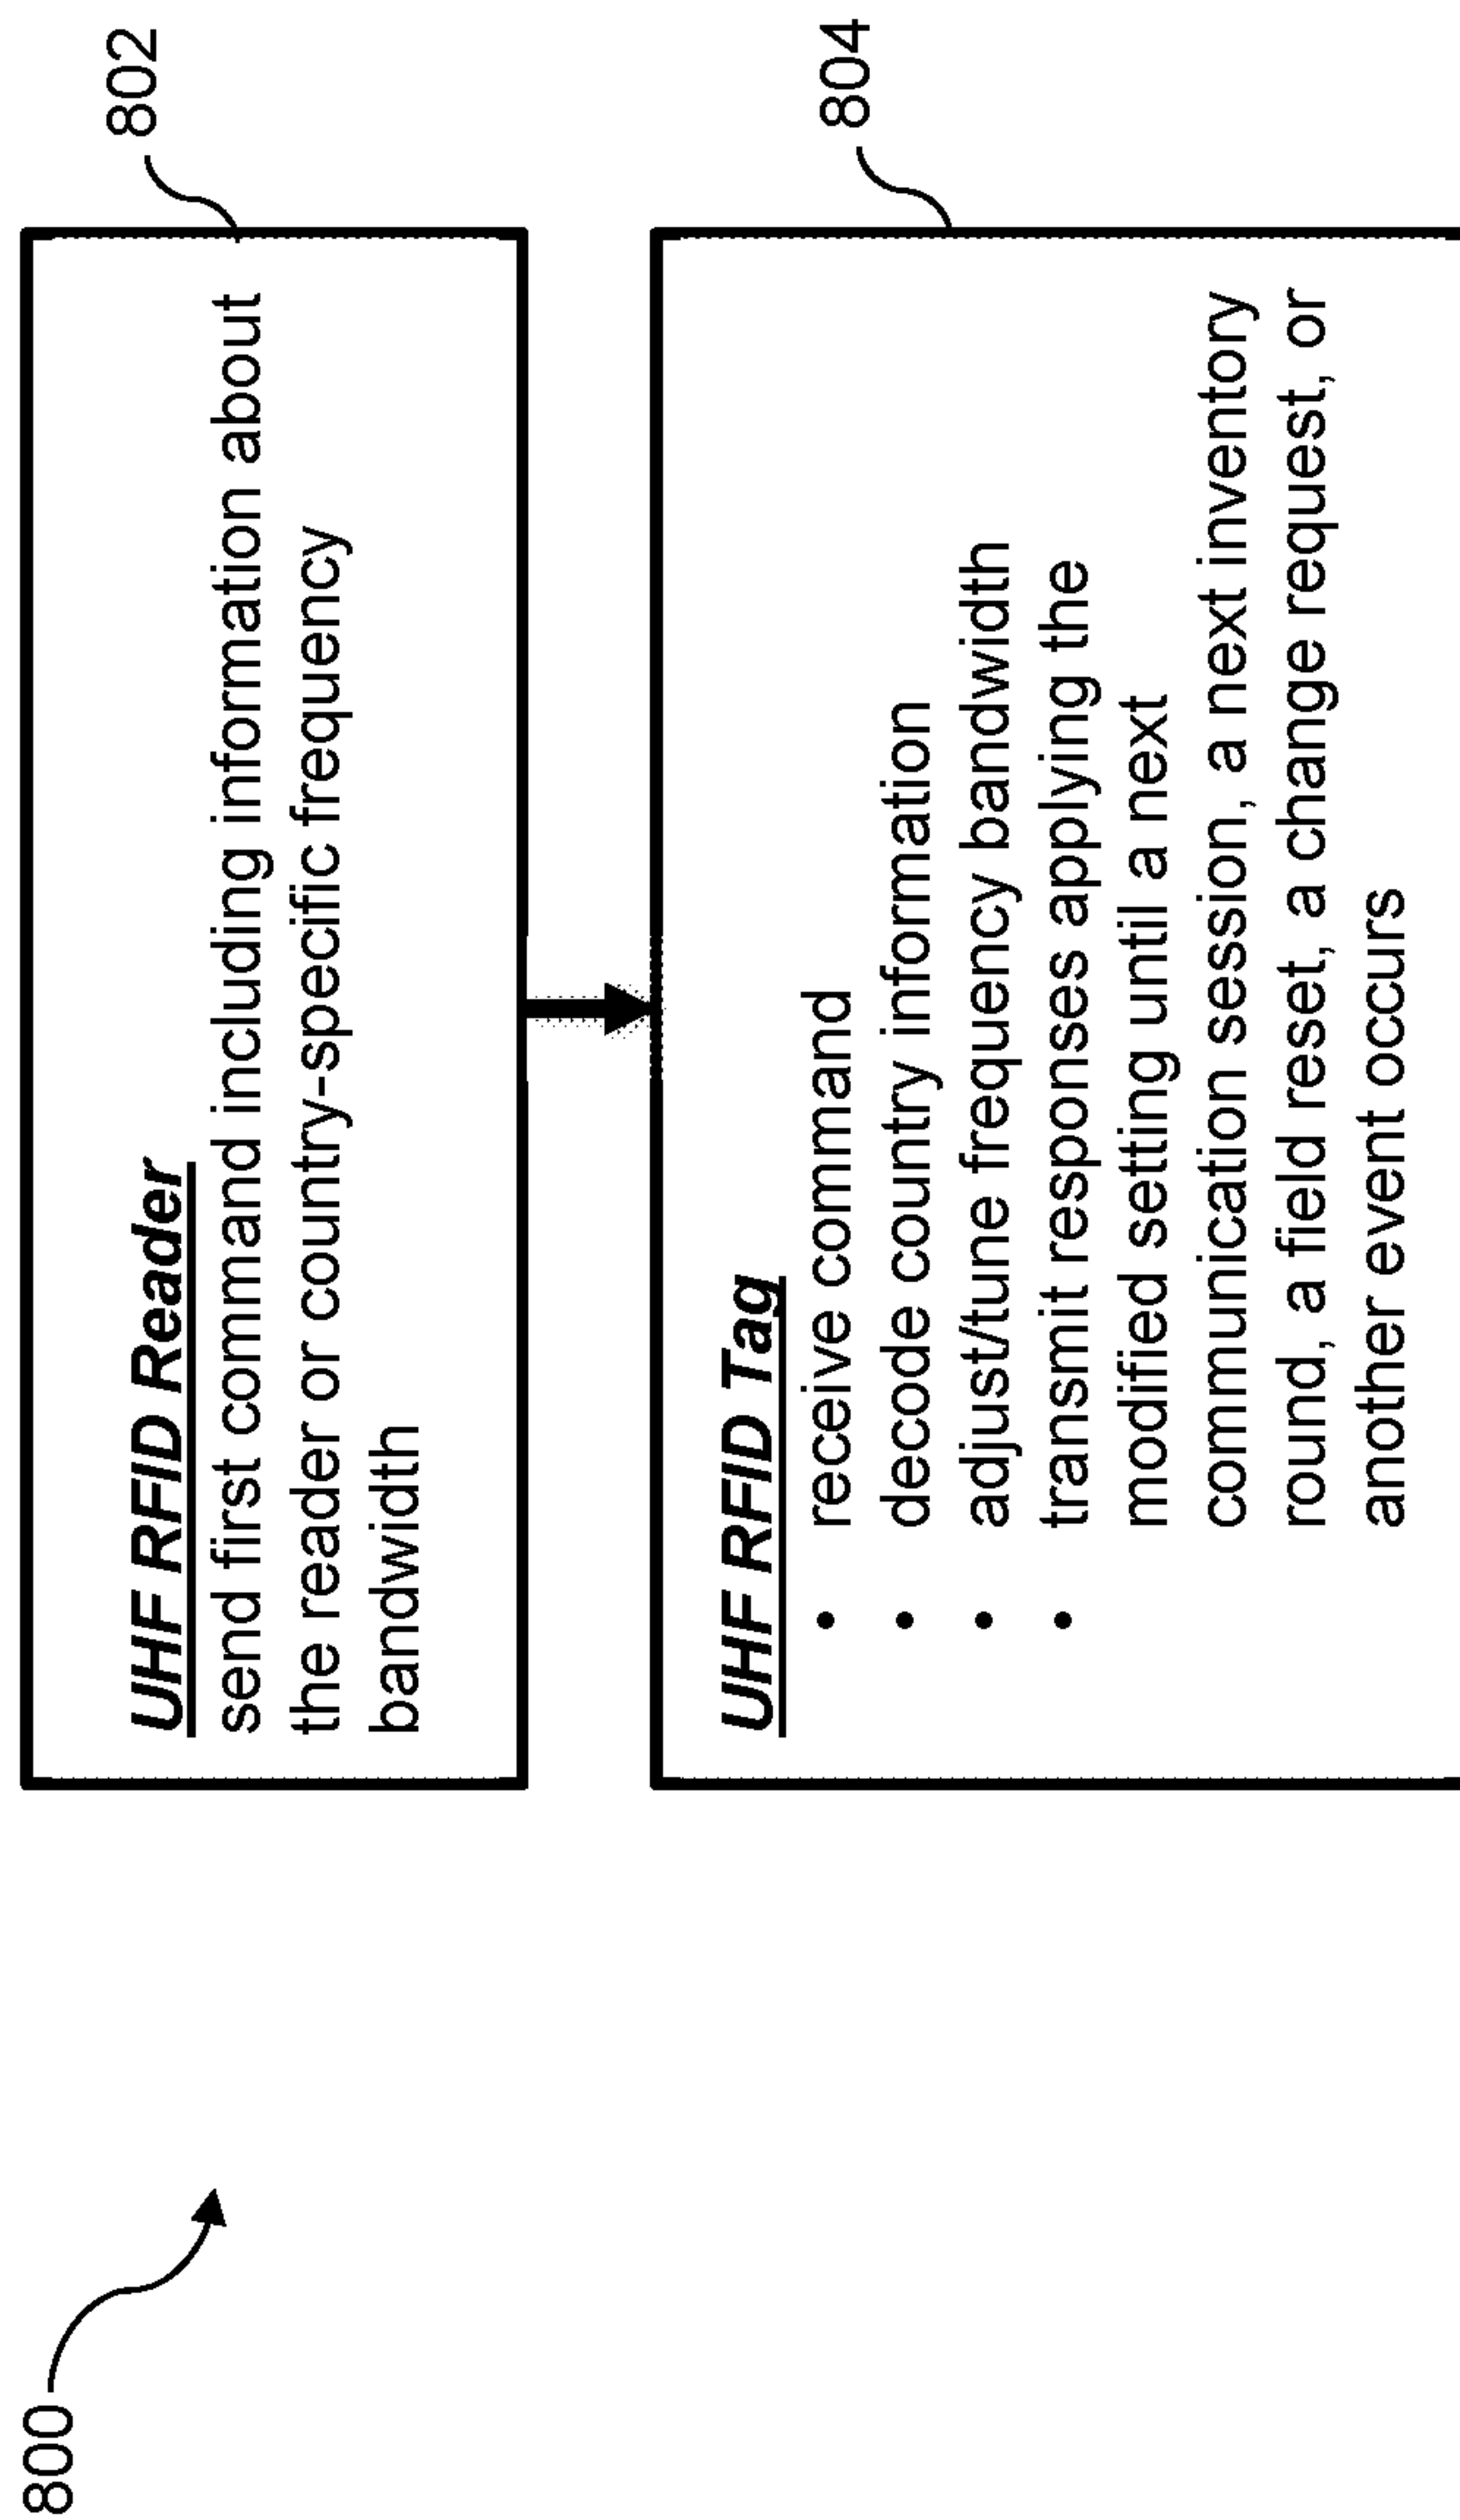 800
802
UHF RFID Reader
send first command including information about
the reader or country-specific frequency
bandwidth
804
UHF RFID Tag
• receive command
• decode country information
• adjust/tune frequency bandwidth
• transmit responses applying the
modified setting until a next
communication session, a next inventory
round, a field reset, a change request, or
another event occurs